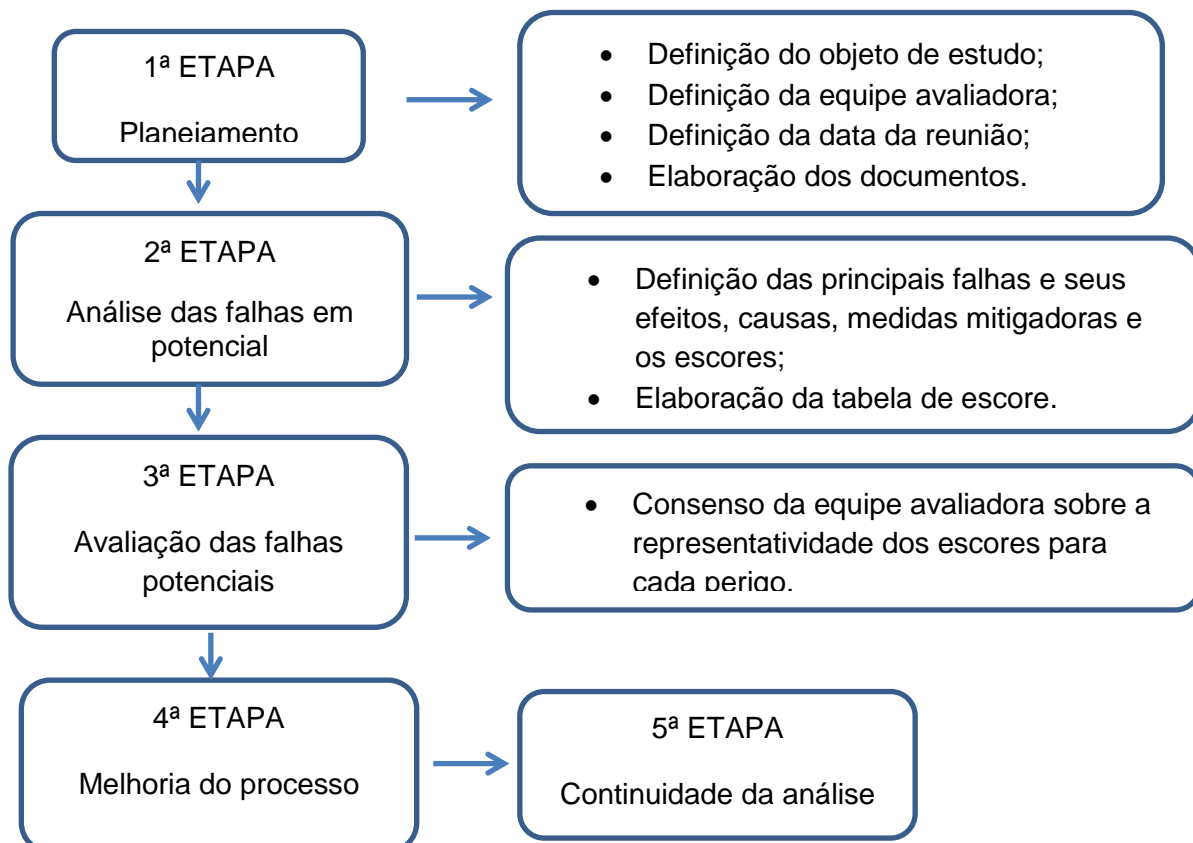 1ª ETAPA
Planejamento
• Definição do objeto de estudo;
• Definição da equipe avaliadora;
• Definição da data da reunião;
• Elaboração dos documentos.
2ª ETAPA
Análise das falhas em
potencial
• Definição das principais falhas e seus
efeitos, causas, medidas mitigadoras e
os escores;
• Elaboração da tabela de escore.
3ª ETAPA
Avaliação das falhas
potenciais
• Consenso da equipe avaliadora sobre a
representatividade dos escores para
cada perigo.
4ª ETAPA
Melhoria do processo
5ª ETAPA
Continuidade da análise